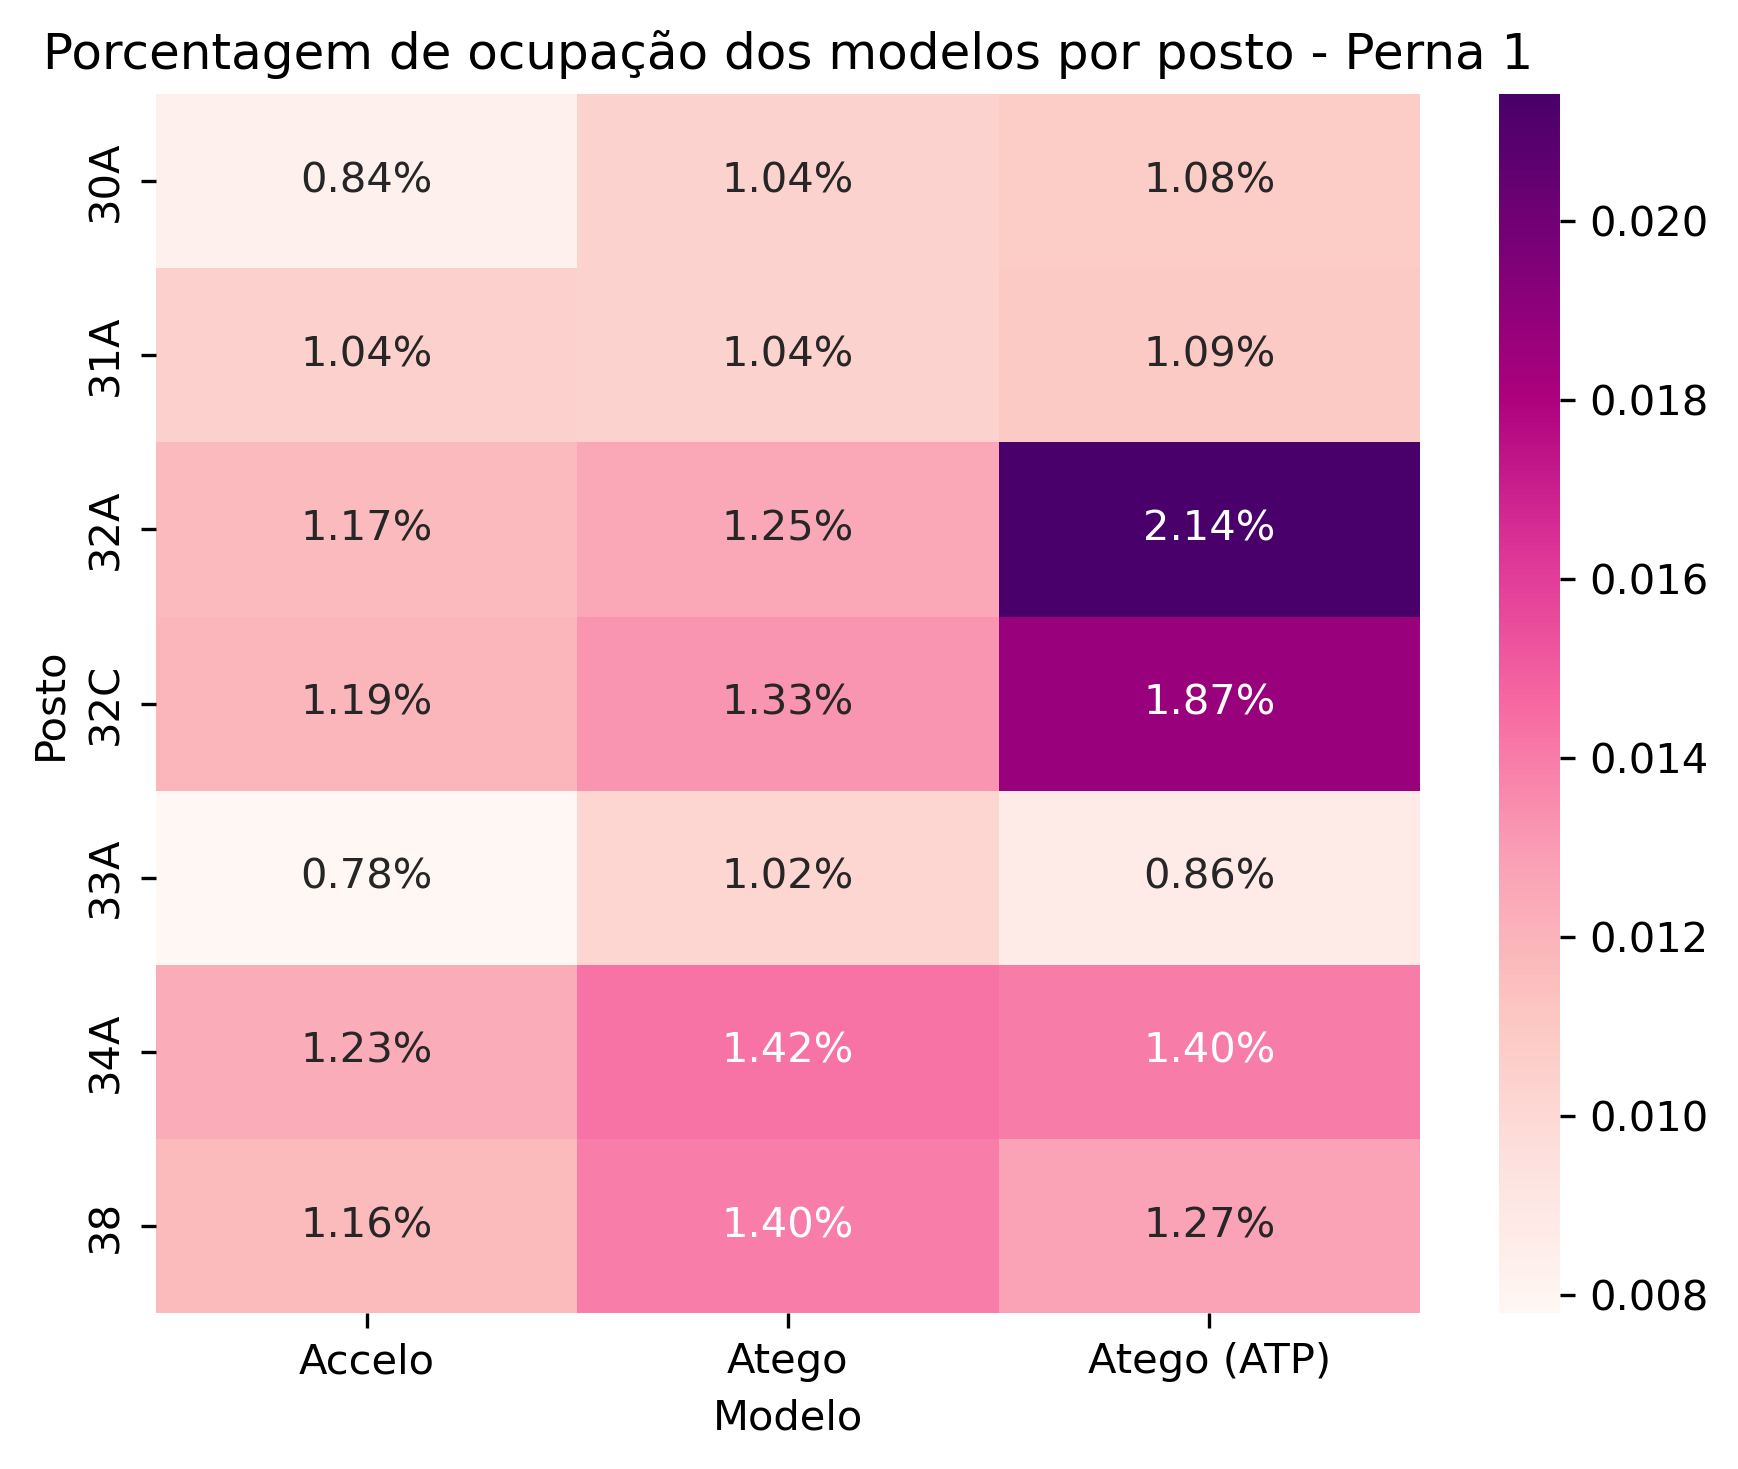 Porcentagem de ocupação dos modelos por posto - Perna 1
Posto
30A 0.84% 1.04% 1.08%
31A 1.04% 1.04% 1.09%
32A 1.17% 1.25% 2.14%
32C 1.19% 1.33% 1.87%
33A 0.78% 1.02% 0.86%
34A 1.23% 1.42% 1.40%
38 1.16% 1.40% 1.27%
Accelo Atego Atego (ATP)
Modelo
0.020
0.018
0.016
0.014
0.012
0.010
0.008